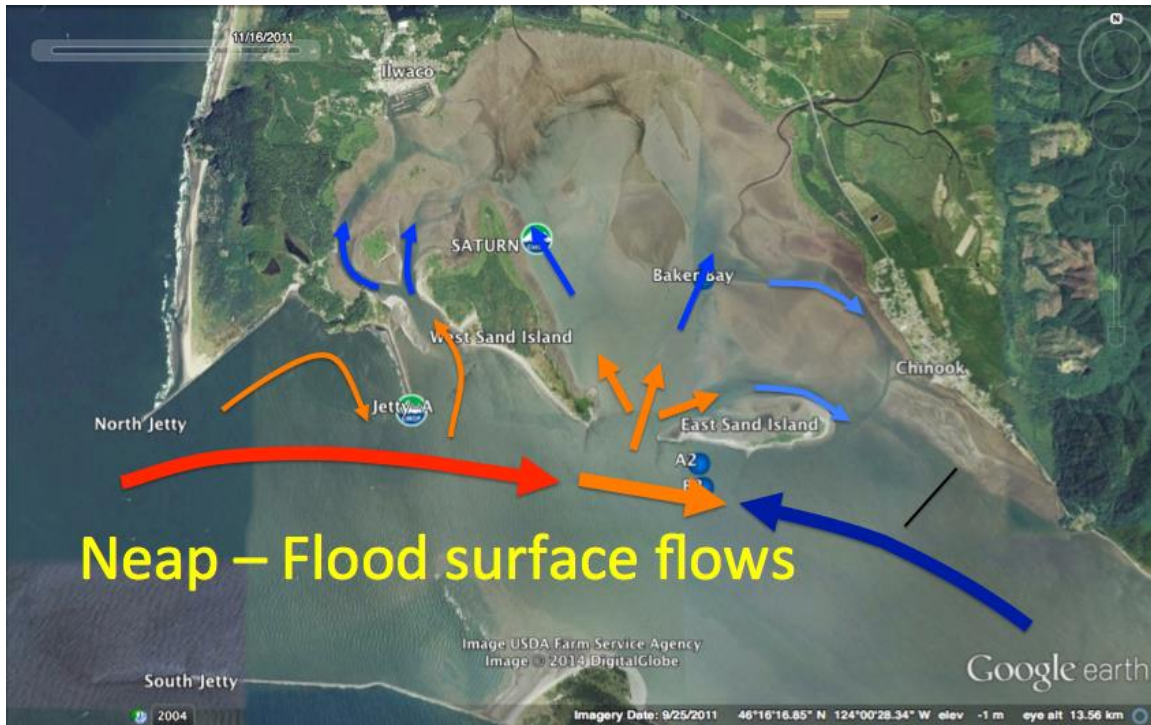 11/16/2011
N
Ilwaco
SATURN
Baker Bay
West Sand Island
Chinook
Jetty A
North Jetty
East Sand Island
A2
Neap – Flood surface flows
Image USDA Farm Service Agency
Image © 2014 DigitalGlobe
Google earth
South Jetty
2004
Imagery Date: 9/25/2011 46°16'16.85" N 124°00'28.34" W elev -1 m eye alt 13.56 km